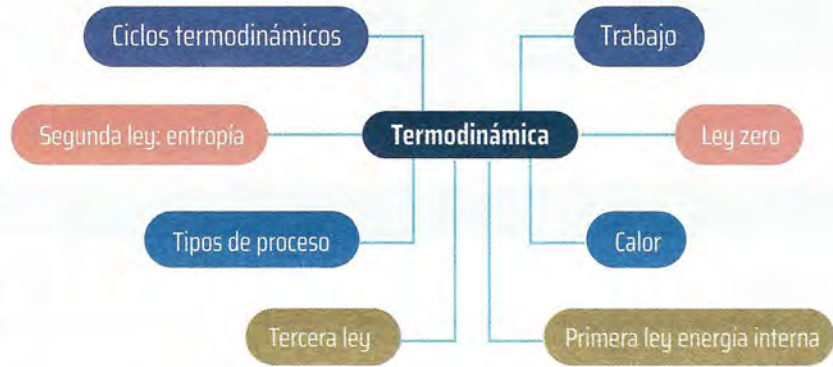 Ciclos termodinámicos
Trabajo
Segunda ley: entropía
Termodinámica
Ley zero
Tipos de proceso
Calor
Tercera ley
Primera ley energía interna